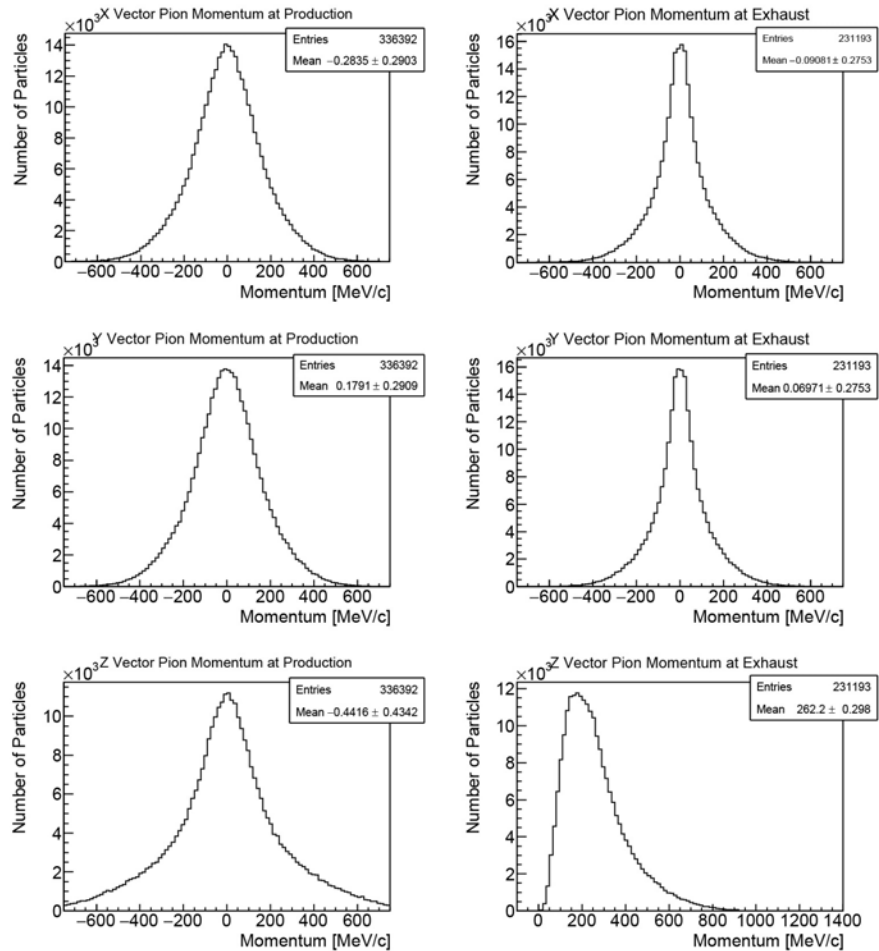 ×10³ X Vector Pion Momentum at Production
Entries 336392
Mean −0.2835 ± 0.2903
Number of Particles
14
12
10
8
6
4
2
0
−600 −400 −200 0 200 400 600
Momentum [MeV/c]
×10³ X Vector Pion Momentum at Exhaust
Entries 231193
Mean −0.09081 ± 0.2753
Number of Particles
16
14
12
10
8
6
4
2
0
−600 −400 −200 0 200 400 600
Momentum [MeV/c]
×10³ Y Vector Pion Momentum at Production
Entries 336392
Mean 0.1791 ± 0.2909
Number of Particles
14
12
10
8
6
4
2
0
−600 −400 −200 0 200 400 600
Momentum [MeV/c]
×10³ Y Vector Pion Momentum at Exhaust
Entries 231193
Mean 0.06971 ± 0.2753
Number of Particles
16
14
12
10
8
6
4
2
0
−600 −400 −200 0 200 400 600
Momentum [MeV/c]
×10³ Z Vector Pion Momentum at Production
Entries 336392
Mean −0.4416 ± 0.4342
Number of Particles
10
8
6
4
2
0
−600 −400 −200 0 200 400 600
Momentum [MeV/c]
×10³ Z Vector Pion Momentum at Exhaust
Entries 231193
Mean 262.2 ± 0.298
Number of Particles
12
10
8
6
4
2
0
0 200 400 600 800 1000 1200 1400
Momentum [MeV/c]